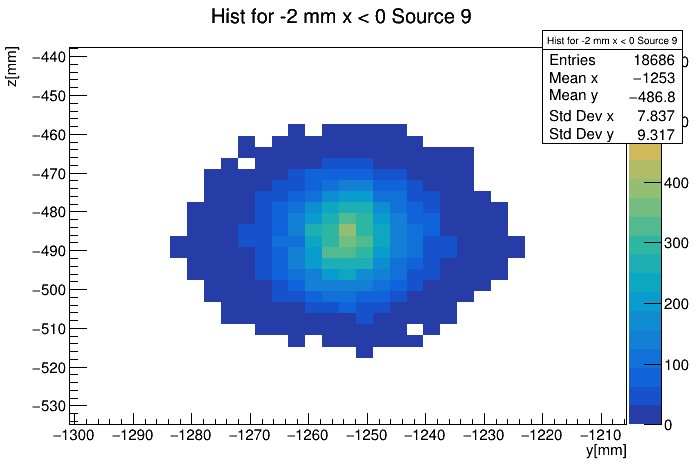 Hist for -2 mm x < 0 Source 9
Hist for -2 mm x < 0 Source 9
Entries 18686
Mean x −1253
Mean y −486.8
Std Dev x 7.837
Std Dev y 9.317
z[mm]
−440
−450
−460
−470
−480
−490
−500
−510
−520
−530
−1300 −1290 −1280 −1270 −1260 −1250 −1240 −1230 −1220 −1210
y[mm]
400
300
200
100
0